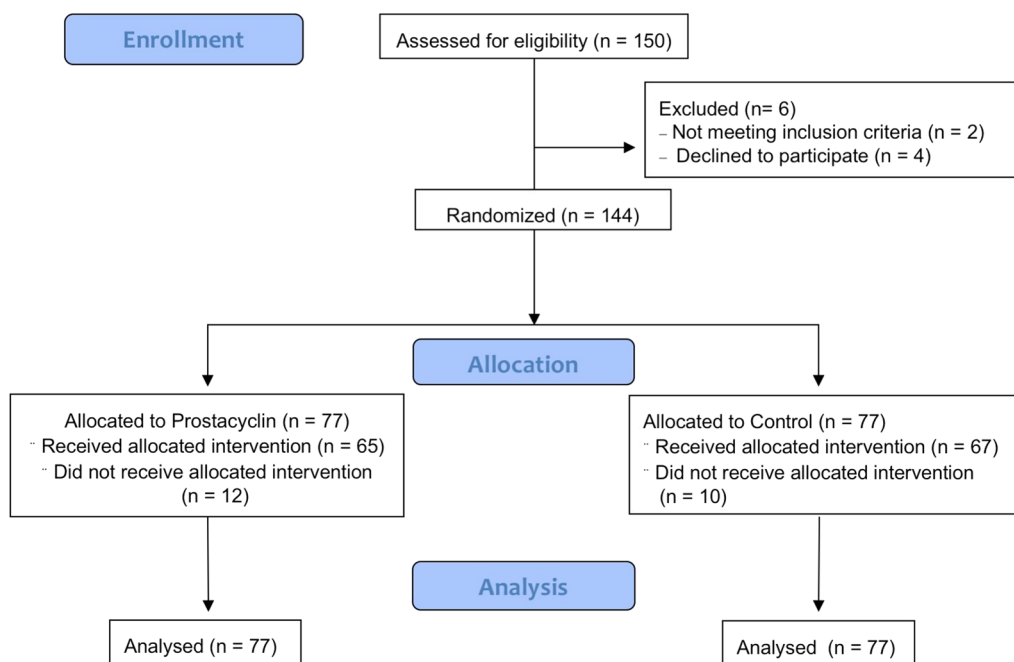 Enrollment
Assessed for eligibility (n = 150)
Excluded (n= 6)
– Not meeting inclusion criteria (n = 2)
– Declined to participate (n = 4)
Randomized (n = 144)
Allocation
Allocated to Prostacyclin (n = 77)
¨ Received allocated intervention (n = 65)
¨ Did not receive allocated intervention
(n = 12)
Allocated to Control (n = 77)
¨ Received allocated intervention (n = 67)
¨ Did not receive allocated intervention
(n = 10)
Analysis
Analysed (n = 77)
Analysed (n = 77)